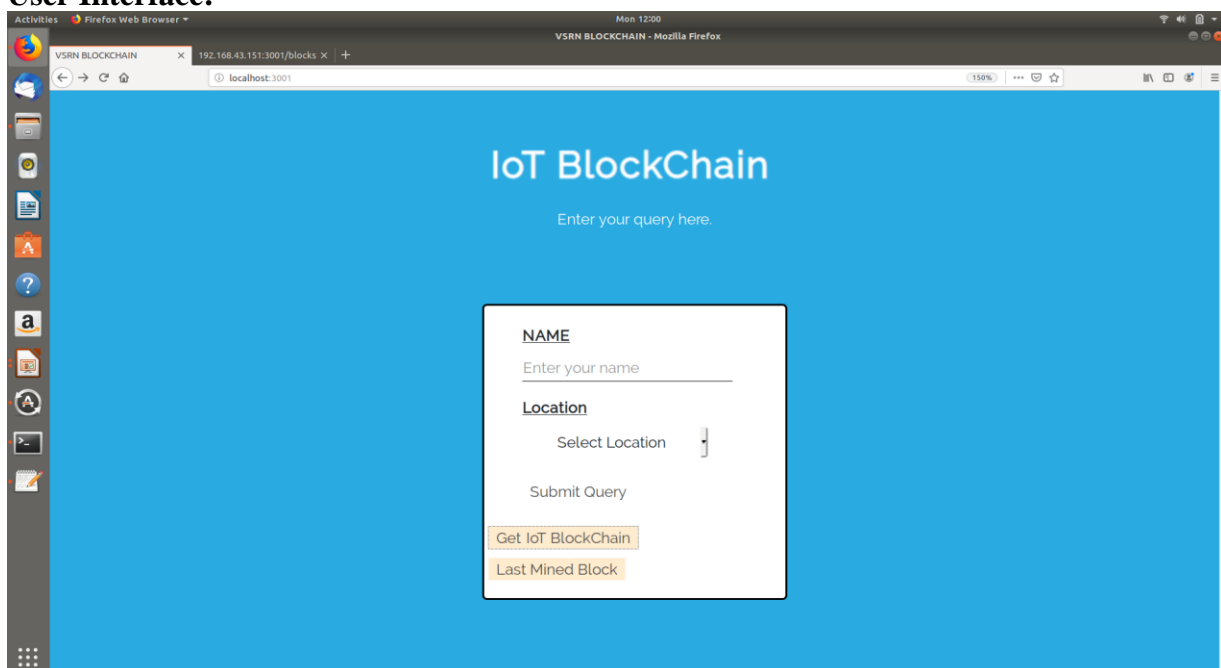 User Interface:
Activities Firefox Web Browser
Mon 12:00
VSRN BLOCKCHAIN - Mozilla Firefox
VSRN BLOCKCHAIN
192.168.43.151:3001/blocks
localhost:3001
150%
IoT BlockChain
Enter your query here.
NAME
Enter your name
Location
Select Location
Submit Query
Get IoT BlockChain
Last Mined Block